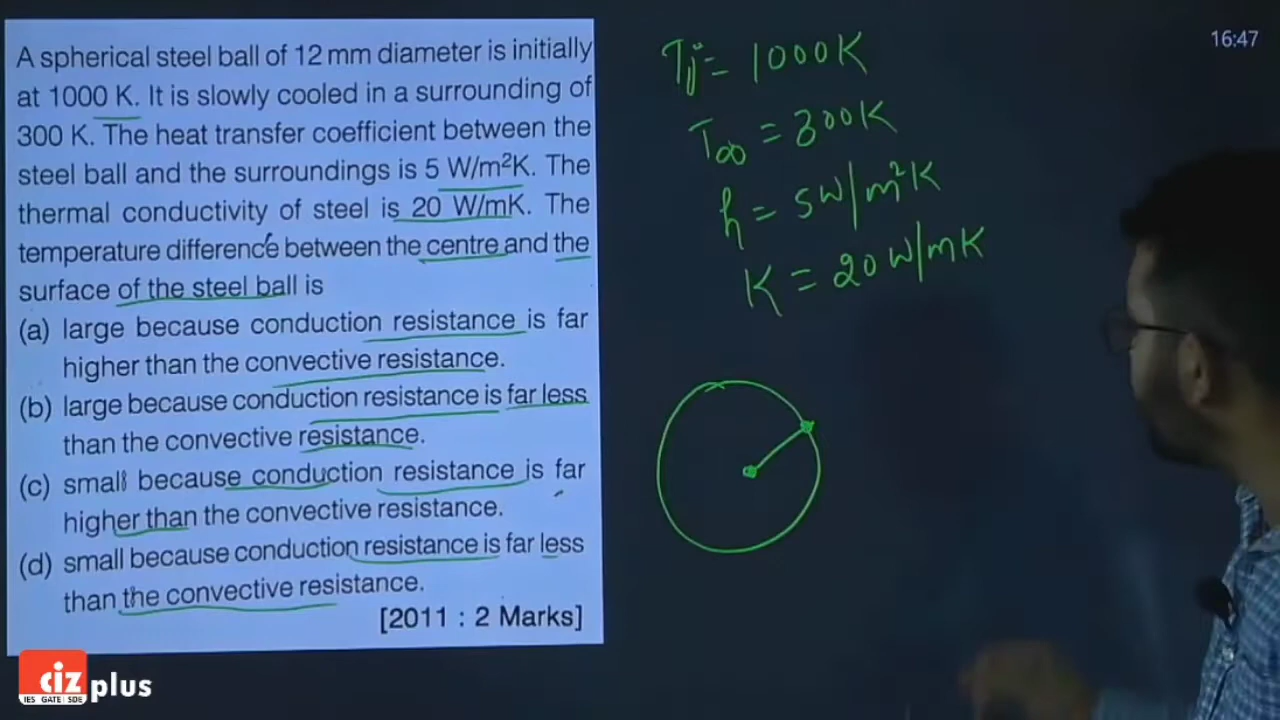 A spherical steel ball of 12 mm diameter is initially
at 1000 K. It is slowly cooled in a surrounding of
300 K. The heat transfer coefficient between the
steel ball and the surroundings is 5 W/m²K. The
thermal conductivity of steel is 20 W/mK. The
temperature difference between the centre and the
surface of the steel ball is
(a) large because conduction resistance is far
higher than the convective resistance.
(b) large because conduction resistance is far less
than the convective resistance.
(c) small because conduction resistance is far
higher than the convective resistance.
(d) small because conduction resistance is far less
than the convective resistance.
[2011 : 2 Marks]
Ti = 1000K
T∞ = 300K
h = 5W/m²K
K = 20W/mK
16:47
ciz plus
IES GATE SDE